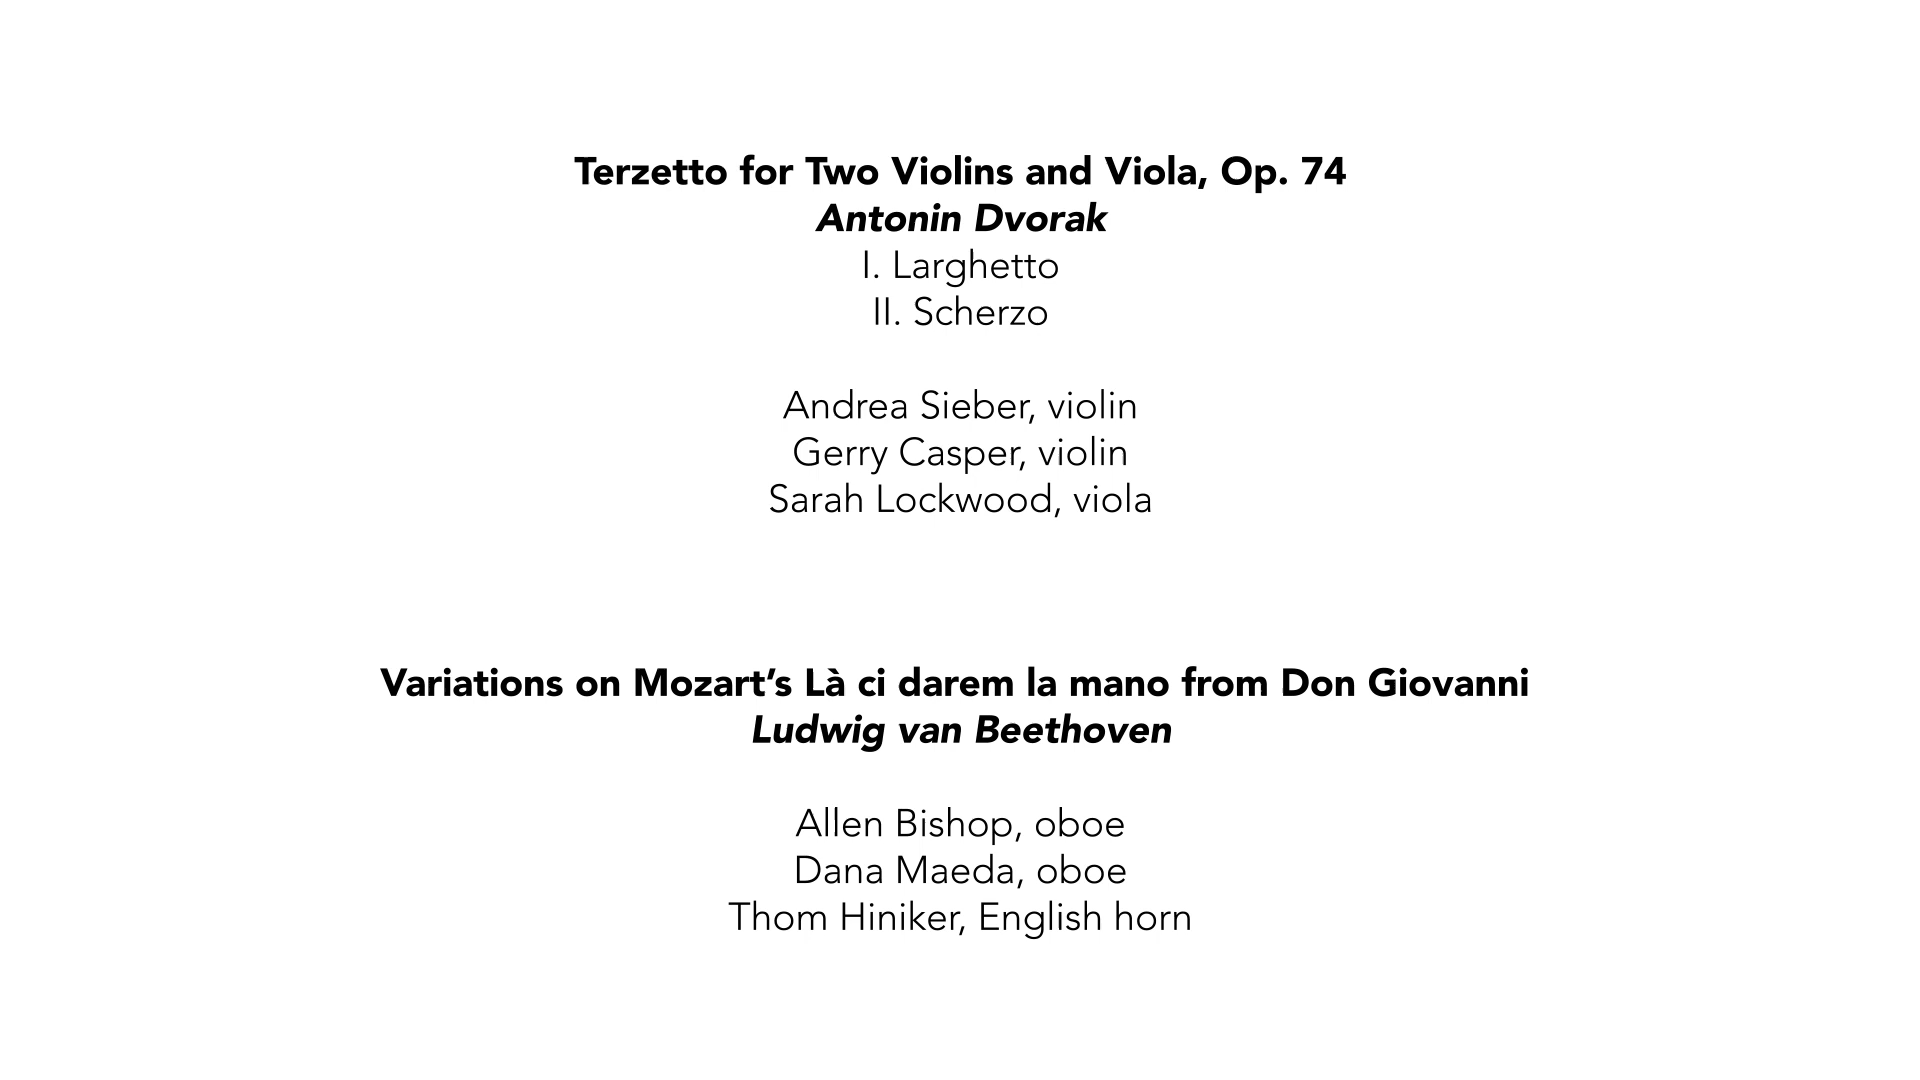 Terzetto for Two Violins and Viola, Op. 74
Antonin Dvorak
I. Larghetto
II. Scherzo
Andrea Sieber, violin
Gerry Casper, violin
Sarah Lockwood, viola
Variations on Mozart’s Là ci darem la mano from Don Giovanni
Ludwig van Beethoven
Allen Bishop, oboe
Dana Maeda, oboe
Thom Hiniker, English horn